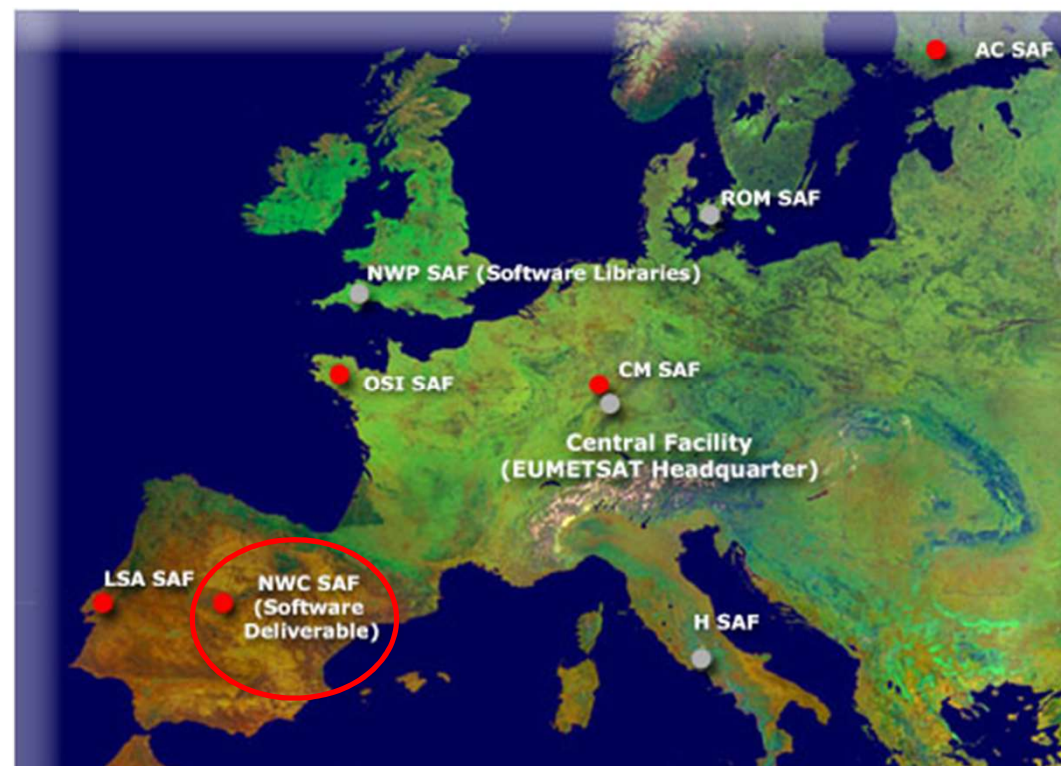 AC SAF
ROM SAF
NWP SAF (Software Libraries)
CM SAF
OSI SAF
Central Facility
(EUMETSAT Headquarter)
LSA SAF
NWC SAF
(Software
Deliverable)
H SAF